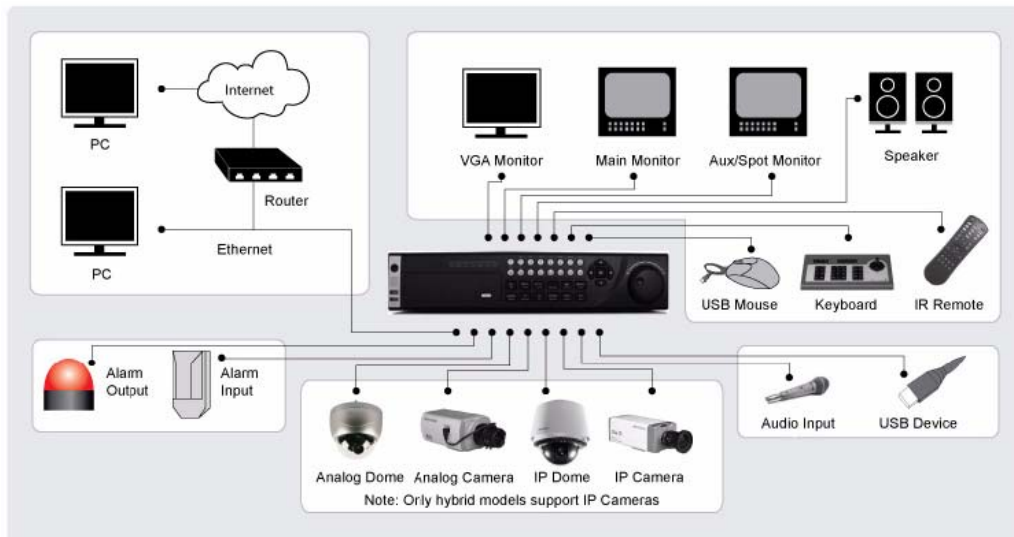 Internet
PC
Router
PC
Ethernet
VGA Monitor
Main Monitor
Aux/Spot Monitor
Speaker
USB Mouse
Keyboard
IR Remote
Alarm
Output
Alarm
Input
Analog Dome
Analog Camera
IP Dome
IP Camera
Note: Only hybrid models support IP Cameras
Audio Input
USB Device